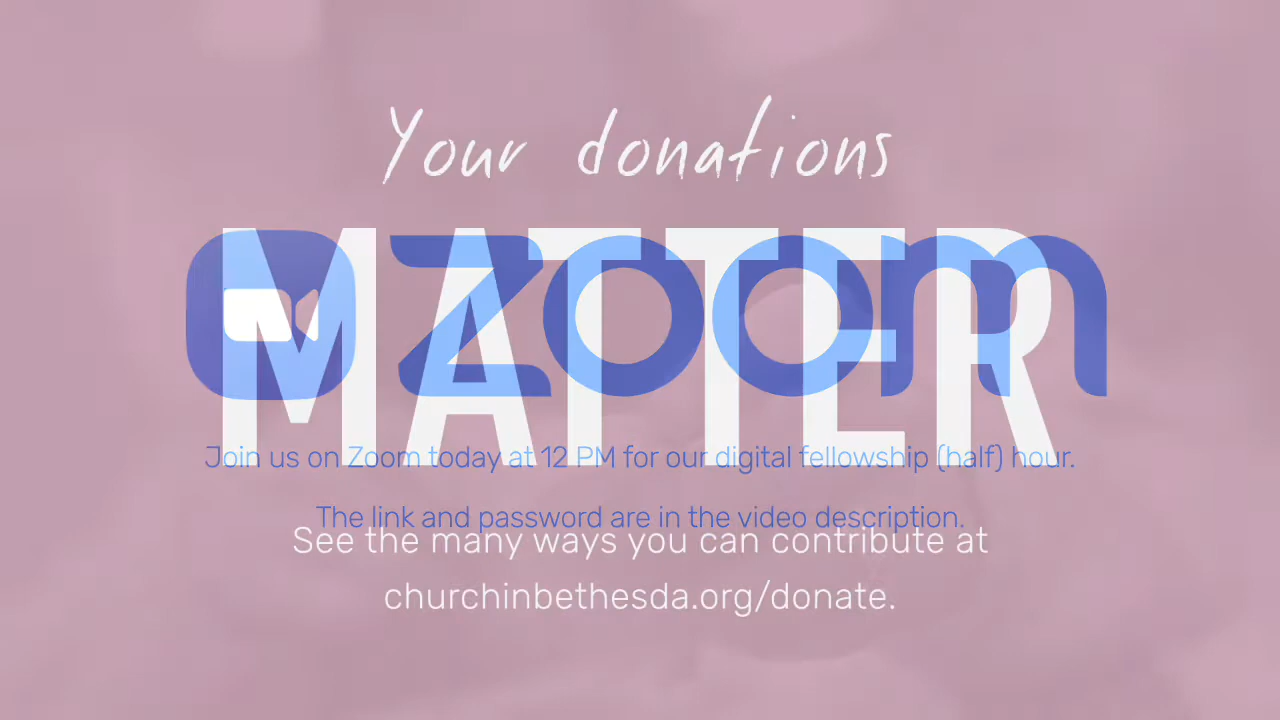 Your donations
MATTER
zoom
Join us on Zoom today at 12 PM for our digital fellowship (half) hour.
The link and password are in the video description.
See the many ways you can contribute at
churchinbethesda.org/donate.